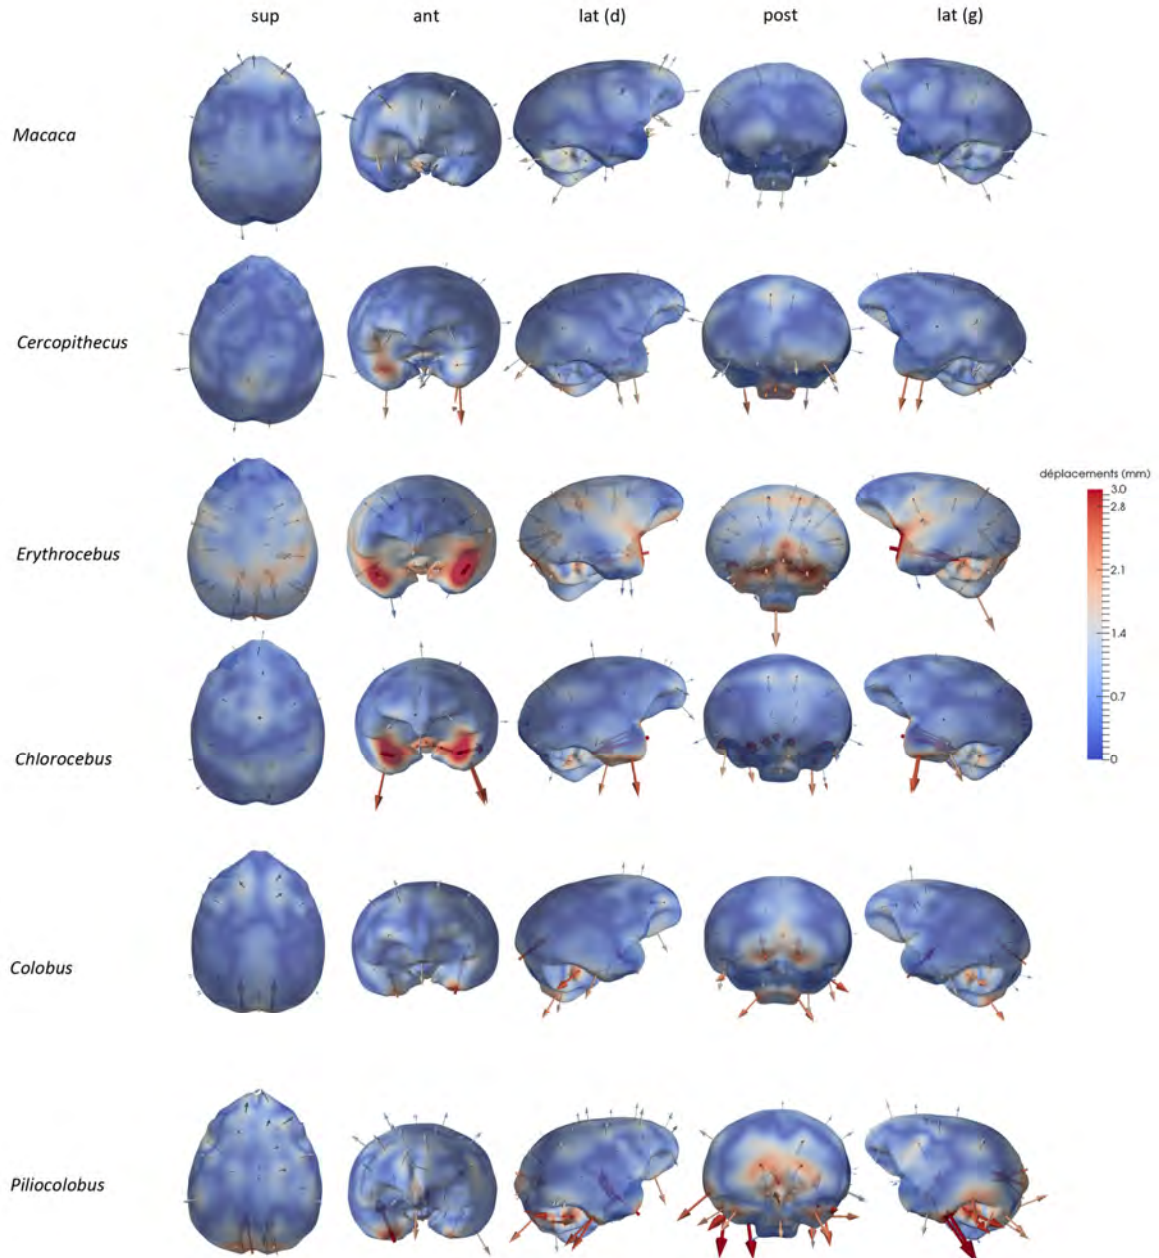 sup ant lat (d) post lat (g)
Macaca
Cercopithecus
déplacements (mm)
3.0
2.8
Erythrocebus
2.1
1.4
0.7
Chlorocebus
0
Colobus
Piliocolobus